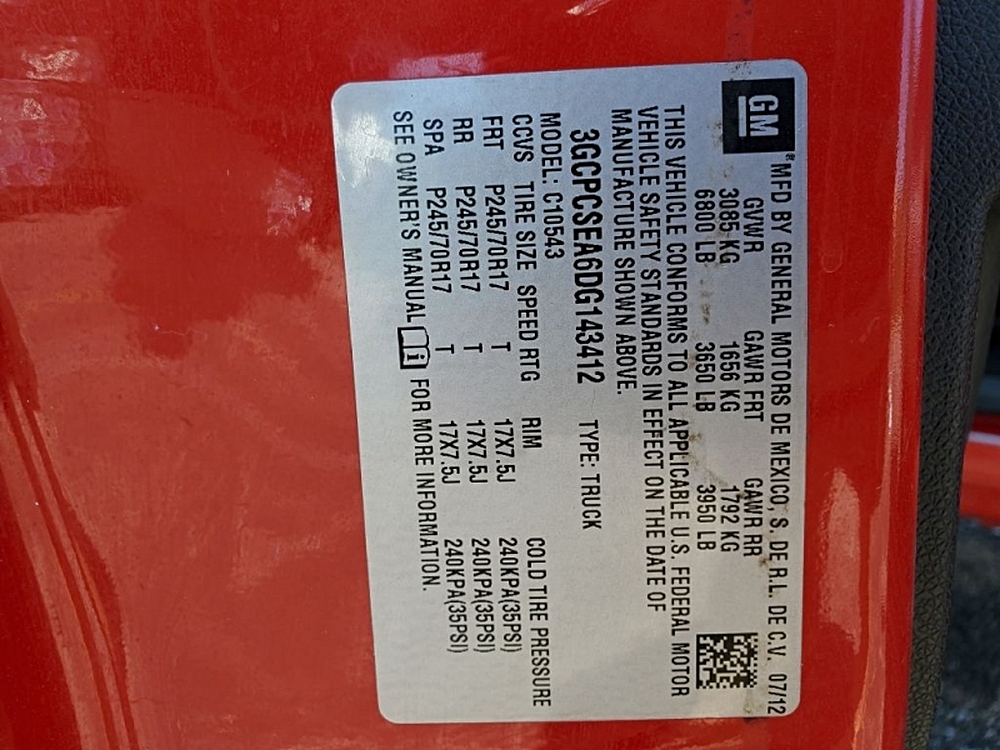 GM® MFD BY GENERAL MOTORS DE MEXICO, S. DE R.L. DE C.V. 07/12
GVWR GAWR FRT GAWR RR
3085 KG 1656 KG 1792 KG
6800 LB 3650 LB 3950 LB
THIS VEHICLE CONFORMS TO ALL APPLICABLE U.S. FEDERAL MOTOR
VEHICLE SAFETY STANDARDS IN EFFECT ON THE DATE OF
MANUFACTURE SHOWN ABOVE.
3GCPCSEA6DG143412 TYPE: TRUCK
MODEL: C10543
CCVS TIRE SIZE SPEED RTG RIM COLD TIRE PRESSURE
FRT P245/70R17 T 17X7.5J 240KPA(35PSI)
RR P245/70R17 T 17X7.5J 240KPA(35PSI)
SPA P245/70R17 T 17X7.5J 240KPA(35PSI)
SEE OWNER'S MANUAL i FOR MORE INFORMATION.